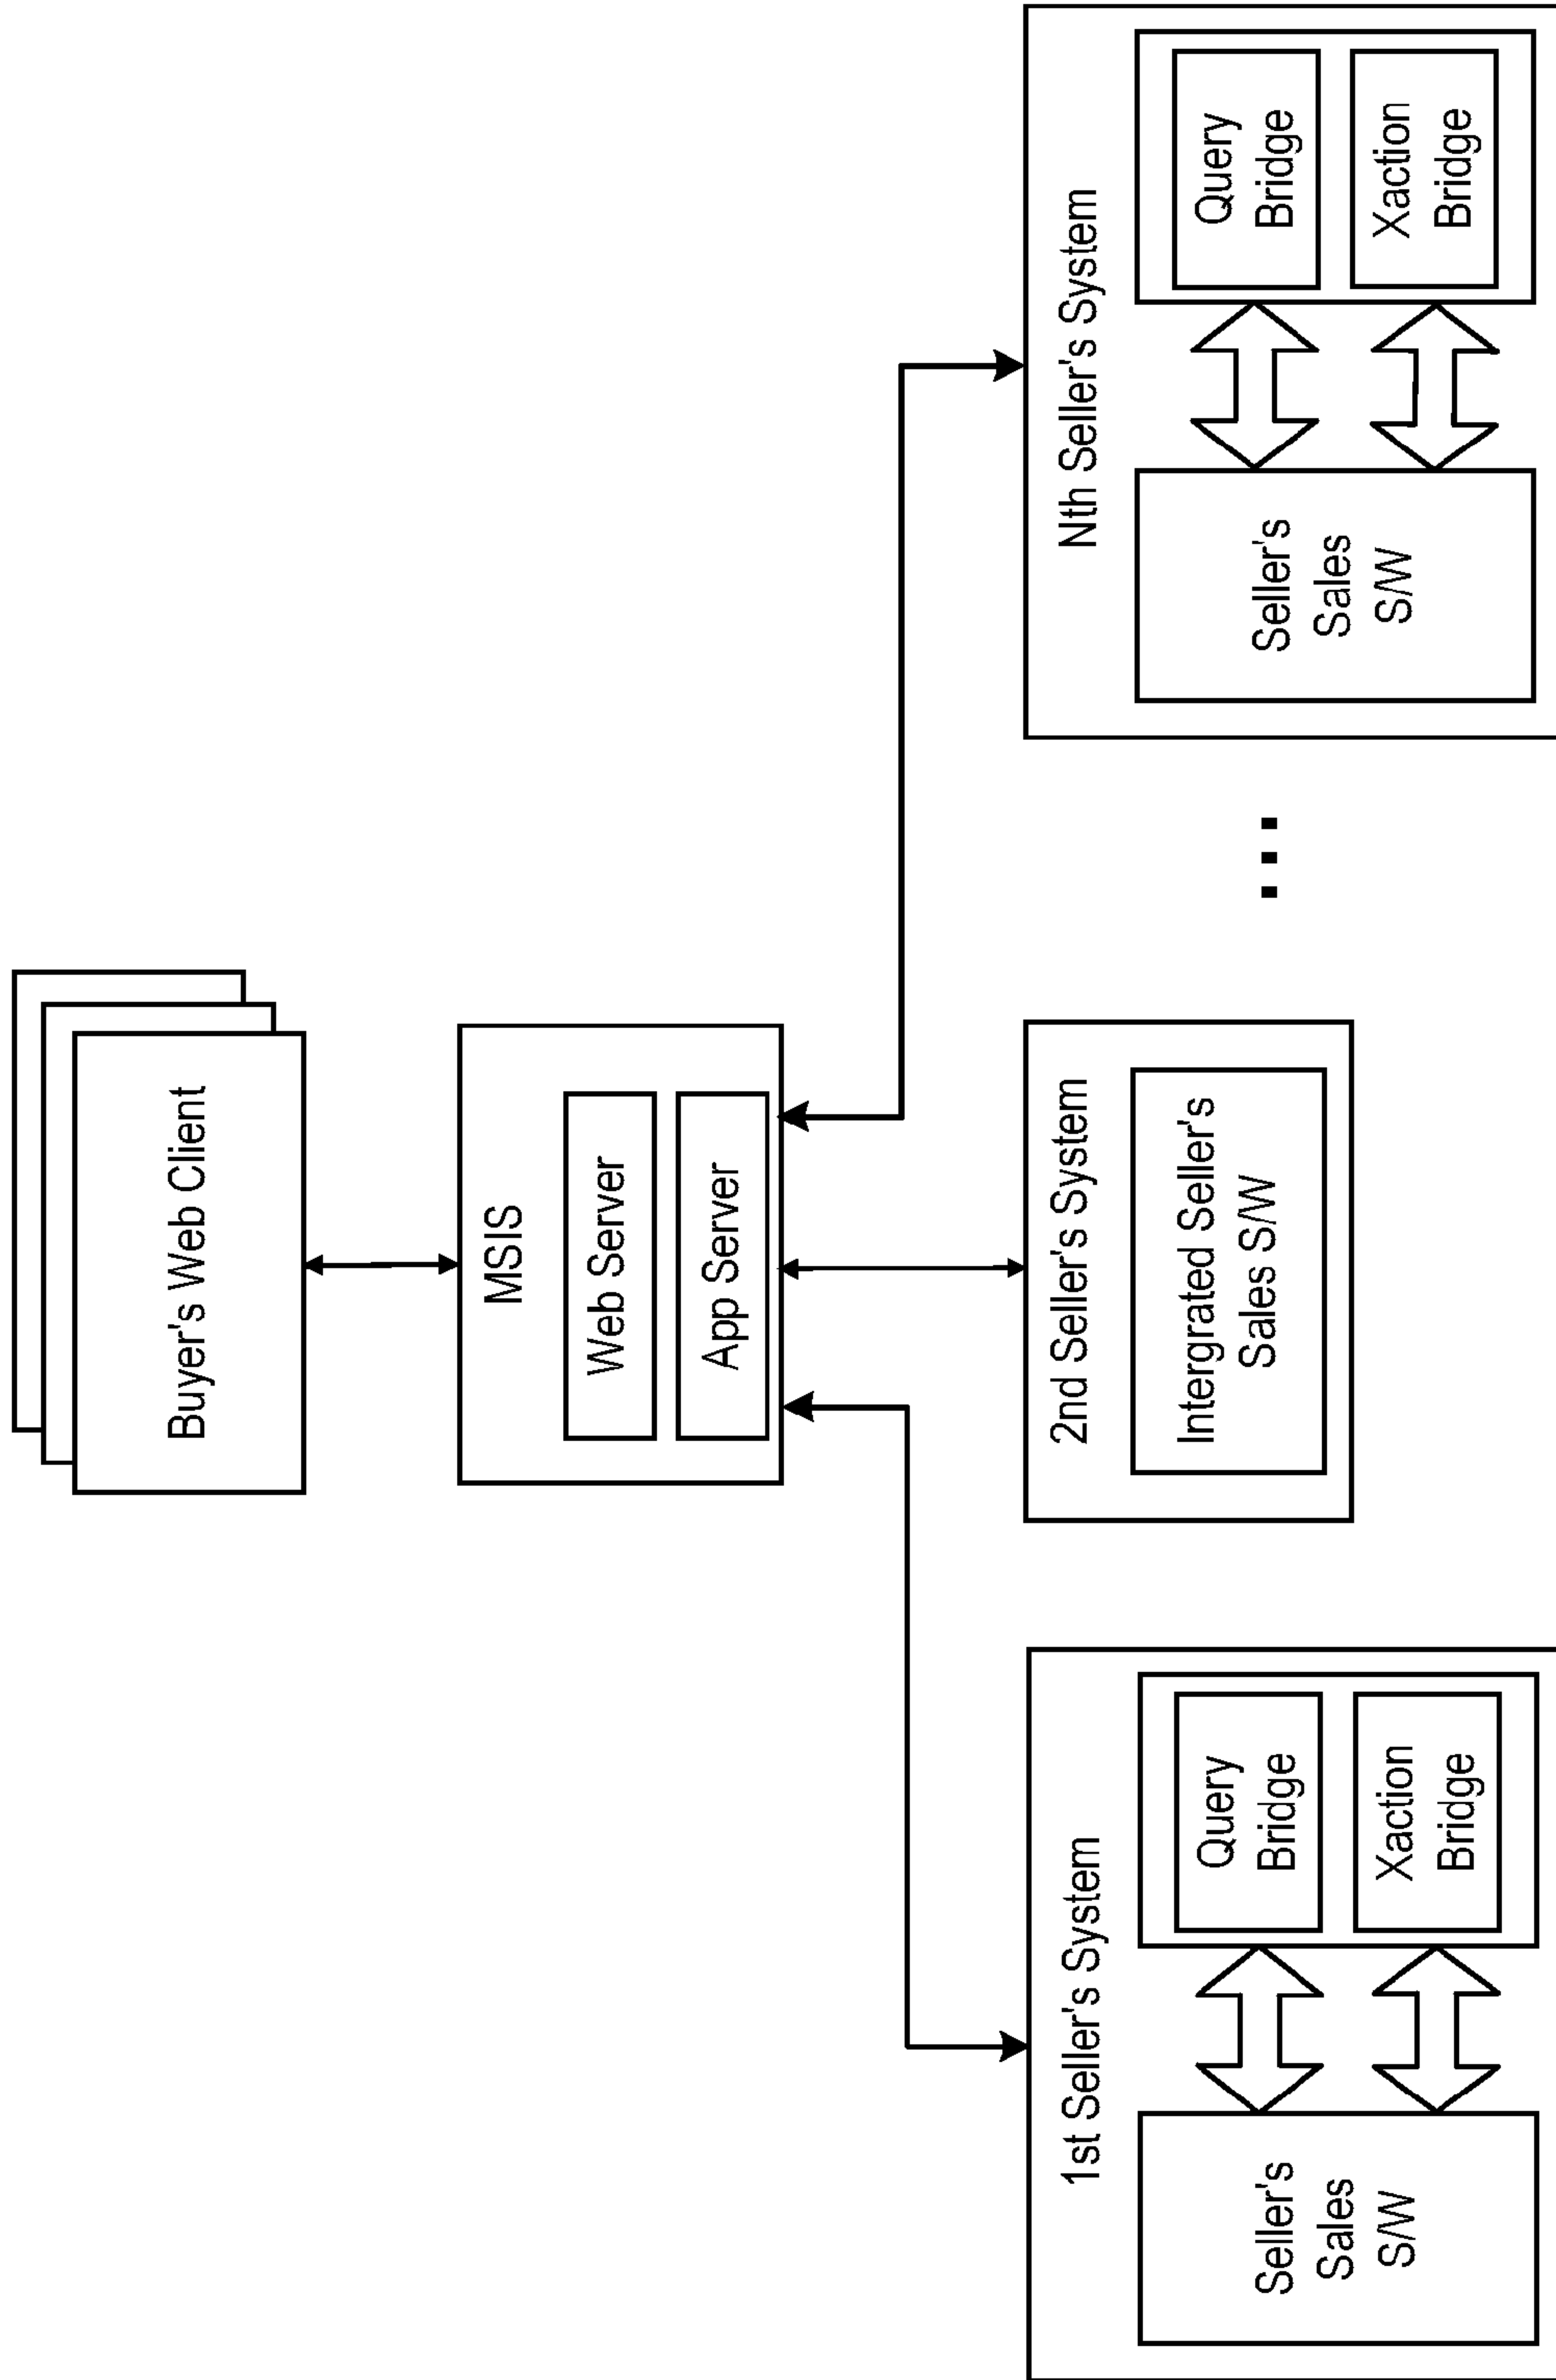 Buyer's Web Client
MSIS
Web Server
App Server
1st Seller's System
Seller's
Sales
S/W
Query
Bridge
Xaction
Bridge
2nd Seller's System
Intergrated Seller's
Sales S/W
...
Nth Seller's System
Seller's
Sales
S/W
Query
Bridge
Xaction
Bridge